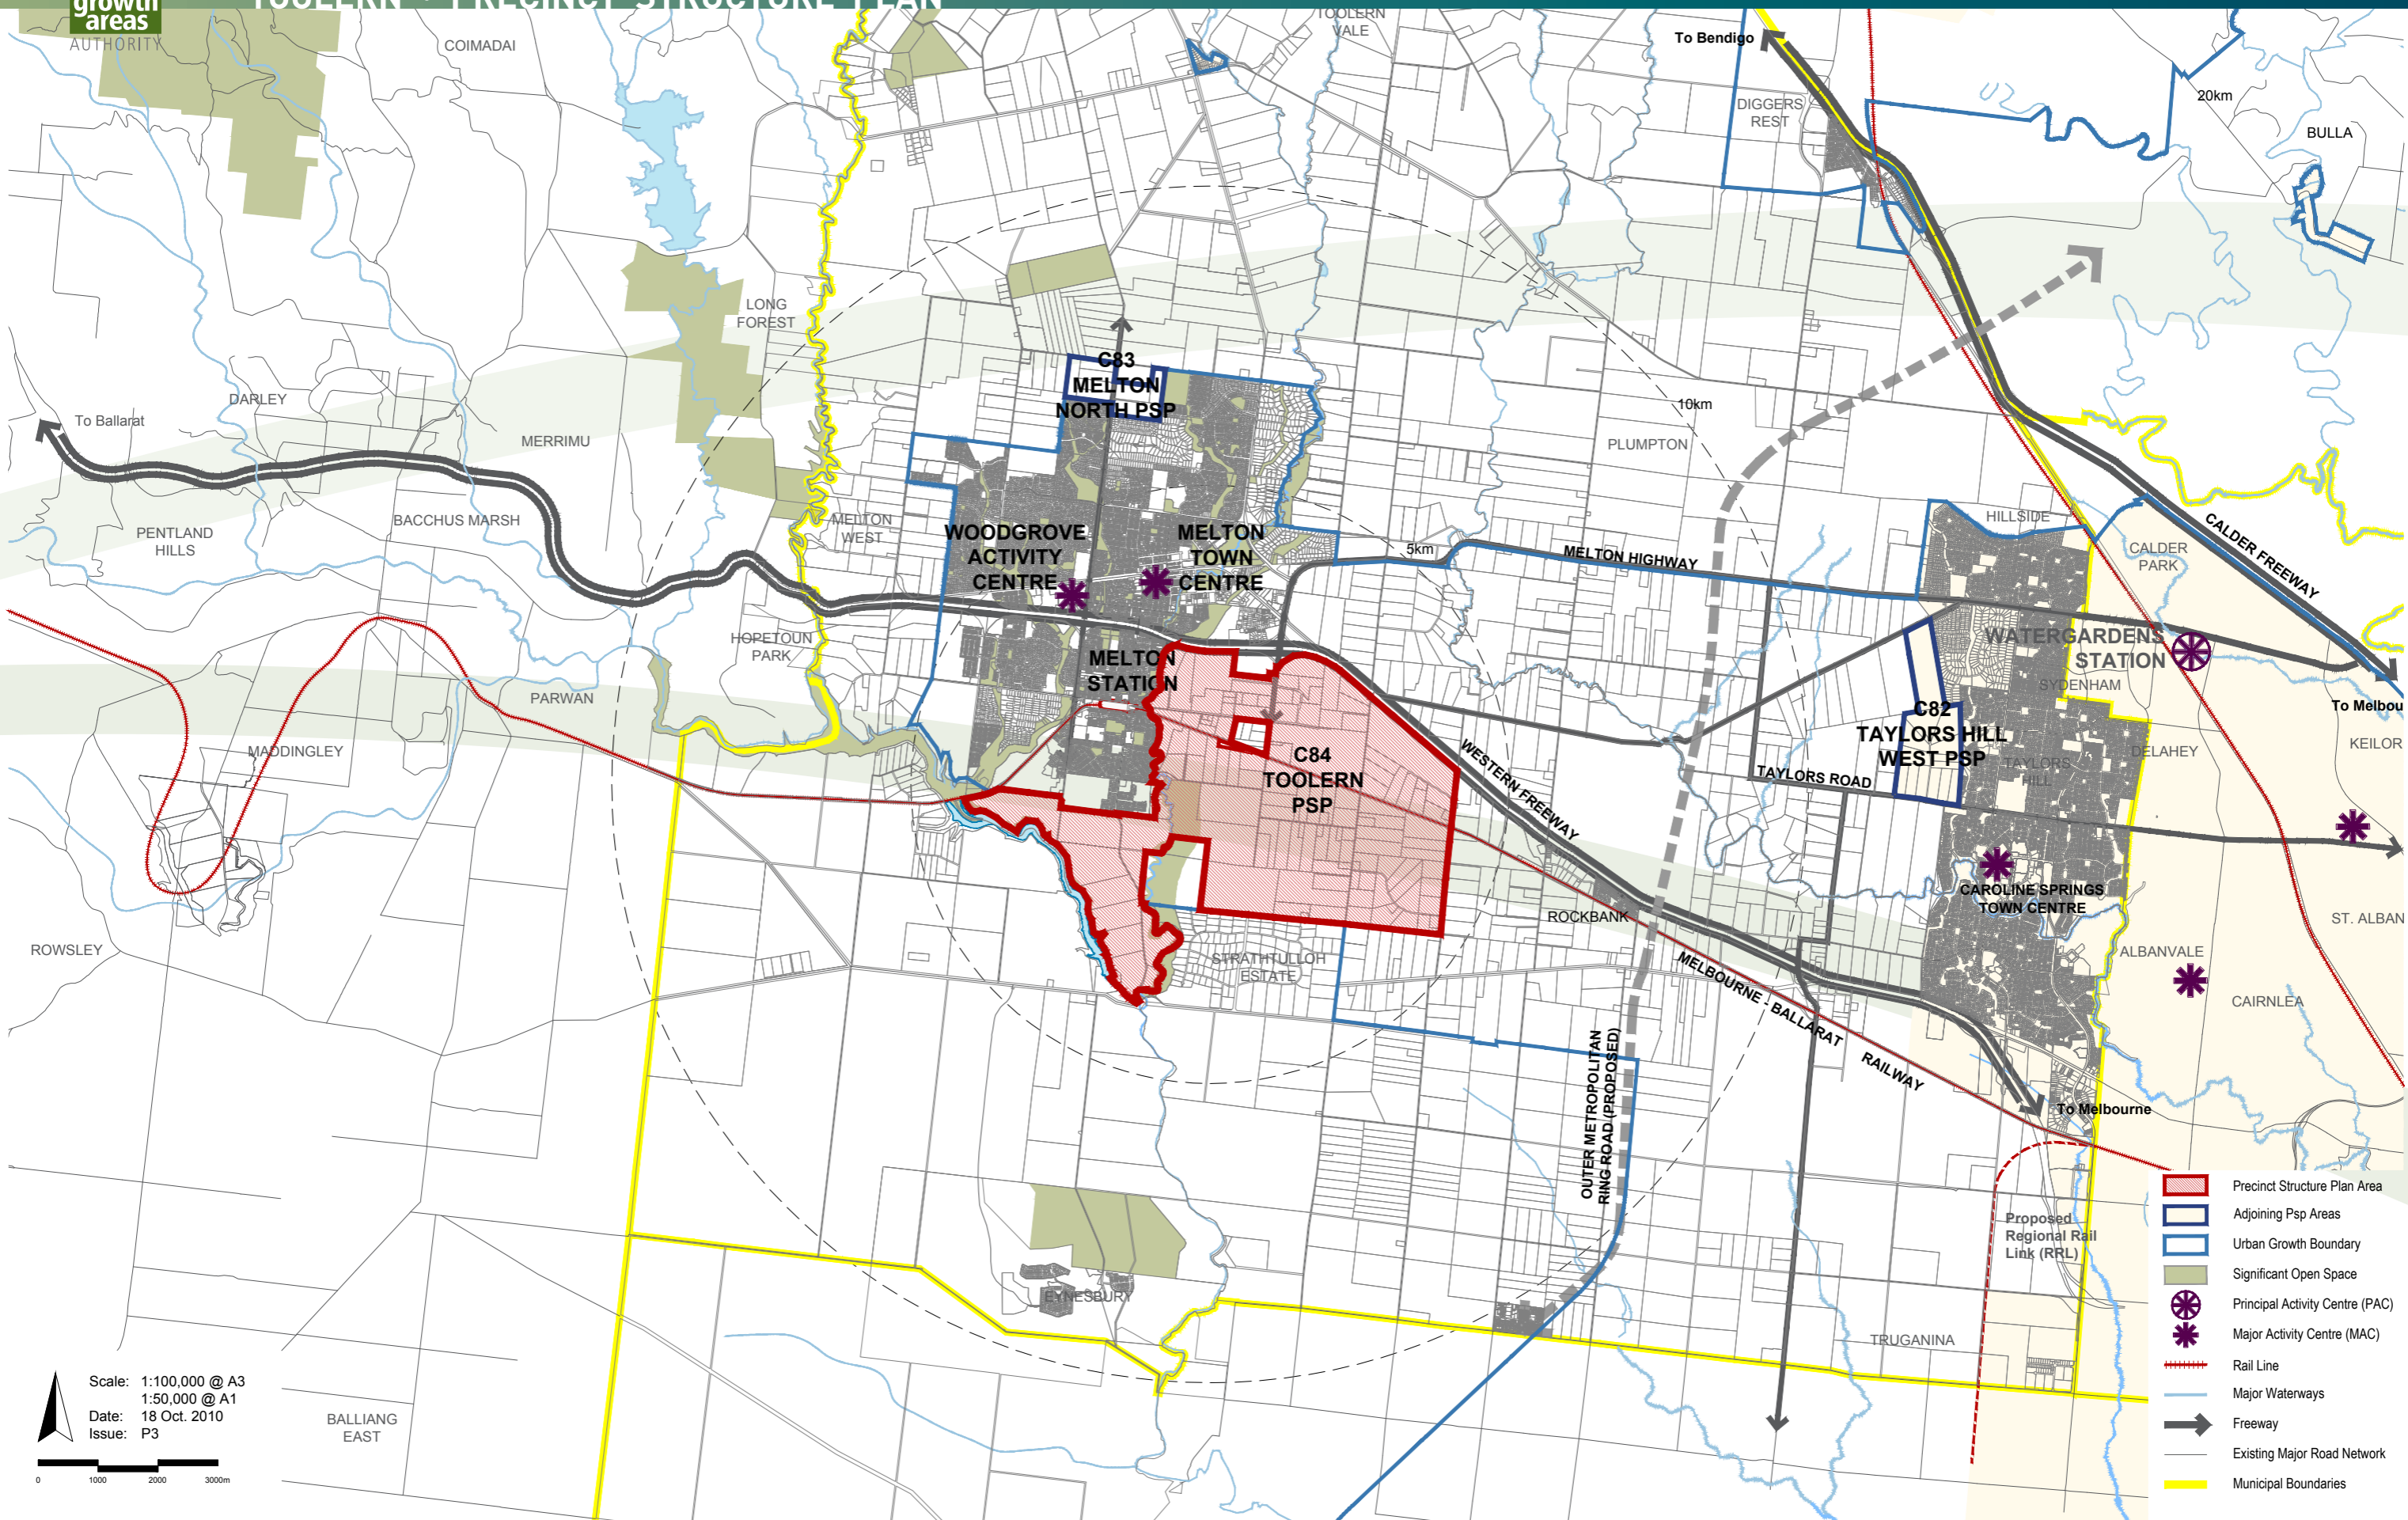 growth
areas
AUTHORITY
TOOLERN - PRECINCT STRUCTURE PLAN
COIMADAI
TOOLERN
VALE
To Bendigo
DIGGERS
REST
20km
BULLA
LONG
FOREST
C83
MELTON
NORTH PSP
To Ballarat
DARLEY
MERRIMU
10km
PLUMPTON
PENTLAND
HILLS
BACCHUS MARSH
MELTON
WEST
WOODGROVE
ACTIVITY
CENTRE
MELTON
TOWN
CENTRE
5km
MELTON HIGHWAY
HILLSIDE
CALDER
PARK
CALDER FREEWAY
HOPETOUN
PARK
MELTON
STATION
WATERGARDENS
STATION
SYDENHAM
PARWAN
C82
TAYLORS HILL
WEST PSP
To Melbou
KEILOR
MADDINGLEY
C84
TOOLERN
PSP
WESTERN FREEWAY
TAYLORS ROAD
TAYLORS
HILL
DELAHEY
CAROLINE SPRINGS
TOWN CENTRE
ROCKBANK
ST. ALBAN
ROWSLEY
STRATHTULLOH
ESTATE
ALBANVALE
MELBOURNE - BALLARAT RAILWAY
CAIRNLEA
OUTER METROPOLITAN
RING ROAD (PROPOSED)
To Melbourne
Proposed
Regional Rail
Link (RRL)
EYNESBURY
TRUGANINA
BALLIANG
EAST
Scale: 1:100,000 @ A3
1:50,000 @ A1
Date: 18 Oct. 2010
Issue: P3
0 1000 2000 3000m
Precinct Structure Plan Area
Adjoining Psp Areas
Urban Growth Boundary
Significant Open Space
Principal Activity Centre (PAC)
Major Activity Centre (MAC)
Rail Line
Major Waterways
Freeway
Existing Major Road Network
Municipal Boundaries